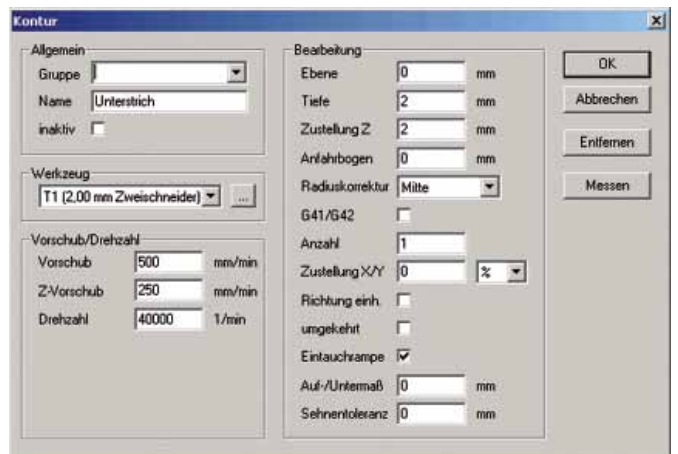 Kontur
Allgemein
Gruppe
Name Unterstrich
inaktiv
Werkzeug
T1 (2,00 mm Zweischneider) ...
Vorschub/Drehzahl
Vorschub 500 mm/min
Z-Vorschub 250 mm/min
Drehzahl 40000 1/min
Bearbeitung
Ebene 0 mm
Tiefe 2 mm
Zustellung Z 2 mm
Anfahrbogen 0 mm
Radiuskorrektur Mitte
G41/G42
Anzahl 1
Zustellung X/Y 0 %
Richtung einh.
umgekehrt
Eintauchrampe
Auf-/Untermaß 0 mm
Sehnentoleranz 0 mm
OK
Abbrechen
Entfernen
Messen